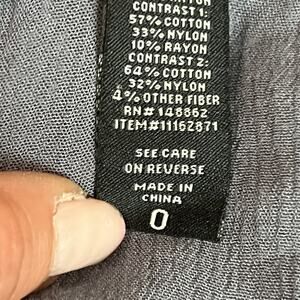 CONTRAST 1:
57% COTTON
33% NYLON
10% RAYON
CONTRAST 2:
64% COTTON
32% NYLON
4% OTHER FIBER
RN# 148862
ITEM#11162871
SEE CARE
ON REVERSE
MADE IN
CHINA
0